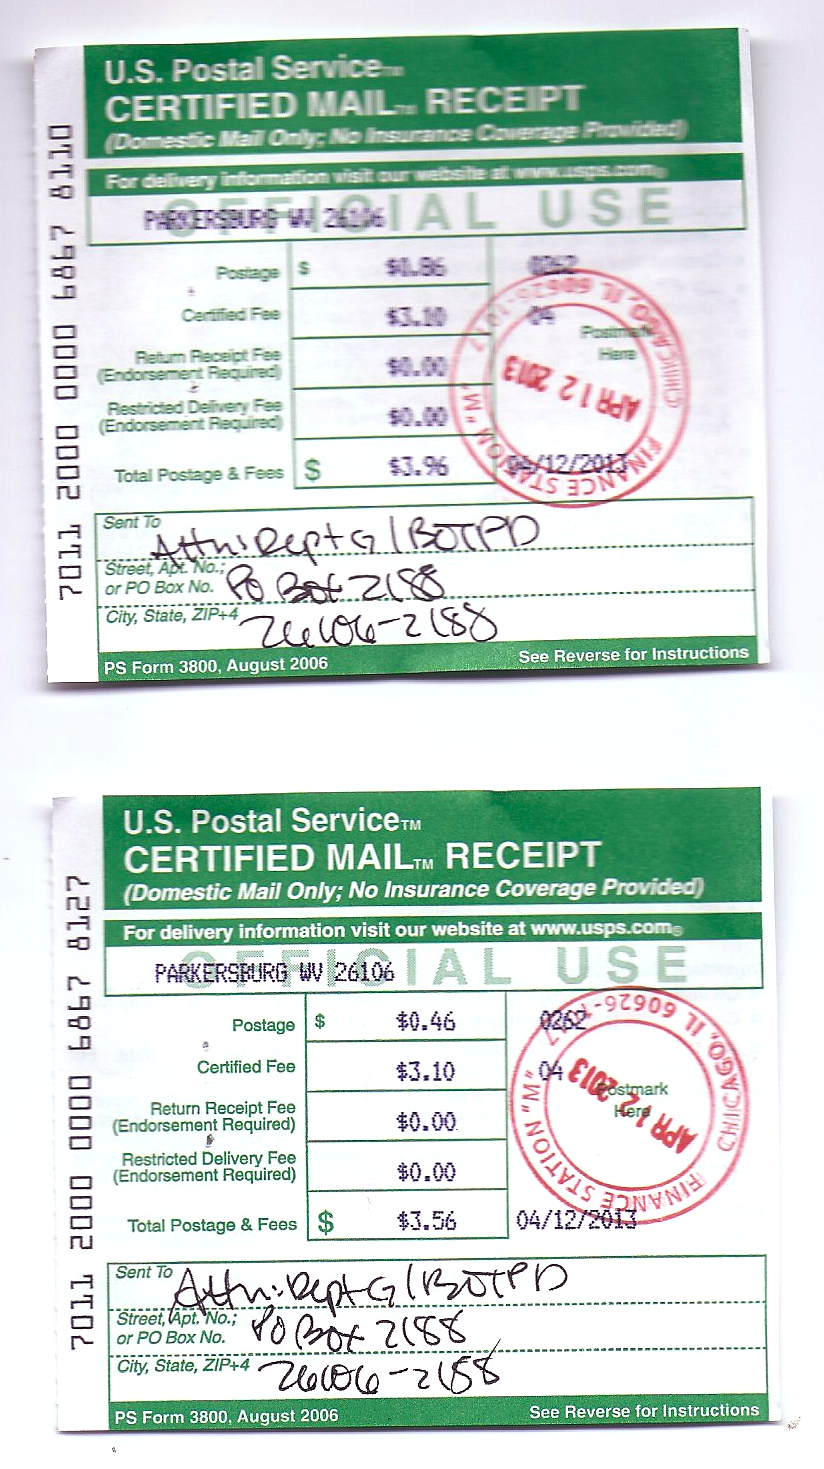 U.S. Postal Service™
CERTIFIED MAIL™ RECEIPT
(Domestic Mail Only; No Insurance Coverage Provided)
For delivery information visit our website at www.usps.com®
OFFICIAL USE
PARKERSBURG WV 26106
Postage $ $0.86 0262
Certified Fee $3.10 04
Postmark
Here
Return Receipt Fee
(Endorsement Required) $0.00
Restricted Delivery Fee
(Endorsement Required) $0.00
Total Postage & Fees $ $3.96 04/12/2013
CHICAGO, IL 60626
APR 12 2013
FINANCE STATION "M"
Sent To Attn: Dept G / BOTPD
Street, Apt. No.;
or PO Box No. PO Box 2188
City, State, ZIP+4 26106-2188
PS Form 3800, August 2006 See Reverse for Instructions
7011 2000 0000 6867 8110
U.S. Postal Service™
CERTIFIED MAIL™ RECEIPT
(Domestic Mail Only; No Insurance Coverage Provided)
For delivery information visit our website at www.usps.com®
OFFICIAL USE
PARKERSBURG WV 26106
Postage $ $0.46 0262
Certified Fee $3.10 04
Postmark
Here
Return Receipt Fee
(Endorsement Required) $0.00
Restricted Delivery Fee
(Endorsement Required) $0.00
Total Postage & Fees $ $3.56 04/12/2013
CHICAGO, IL 60626
APR 12 2013
FINANCE STATION "M"
Sent To Attn: Dept G / BOTPD
Street, Apt. No.;
or PO Box No. PO Box 2188
City, State, ZIP+4 26106-2188
PS Form 3800, August 2006 See Reverse for Instructions
7011 2000 0000 6867 8127